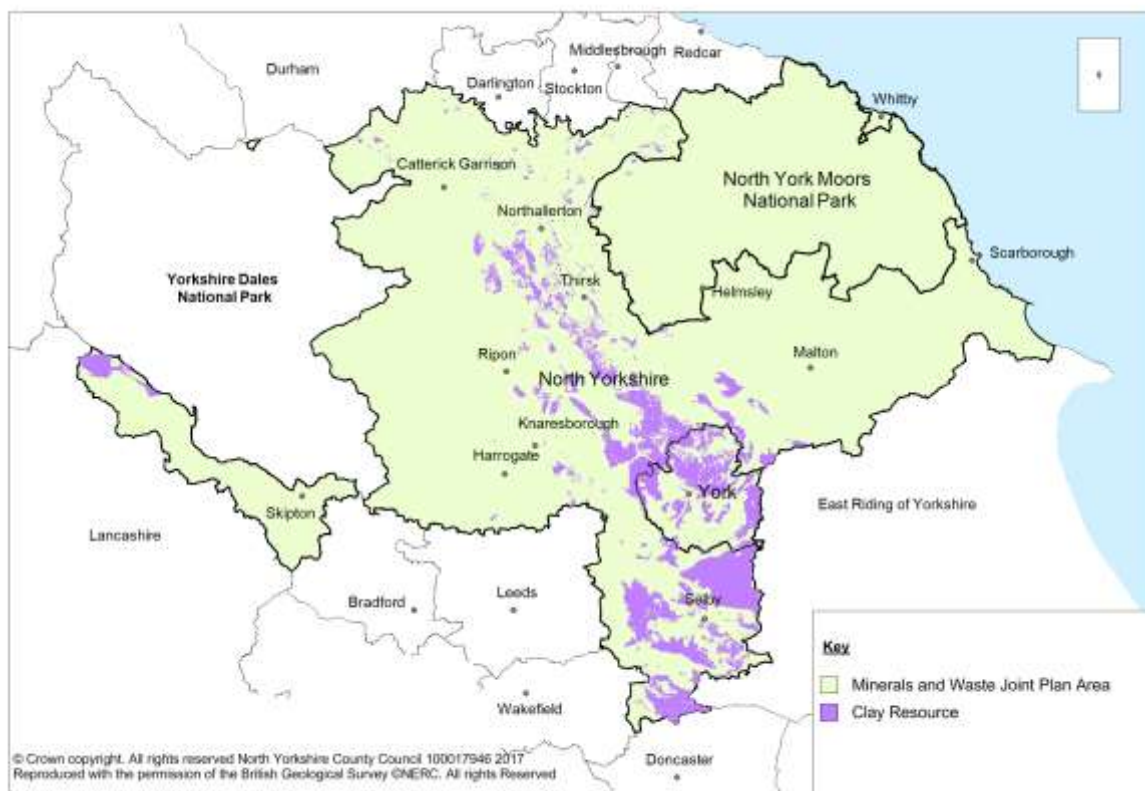 Durham
Middlesbrough
Redcar
Darlington
Stockton
Whitby
Catterick Garrison
North York Moors
National Park
Northallerton
Scarborough
Yorkshire Dales
National Park
Thirsk
Helmsley
Ripon
North Yorkshire
Malton
Knaresborough
Harrogate
York
East Riding of Yorkshire
Skipton
Lancashire
Bradford
Leeds
Selby
Key
Minerals and Waste Joint Plan Area
Clay Resource
Wakefield
Doncaster
© Crown copyright. All rights reserved North Yorkshire County Council 100017946 2017
Reproduced with the permission of the British Geological Survey ©NERC. All rights Reserved